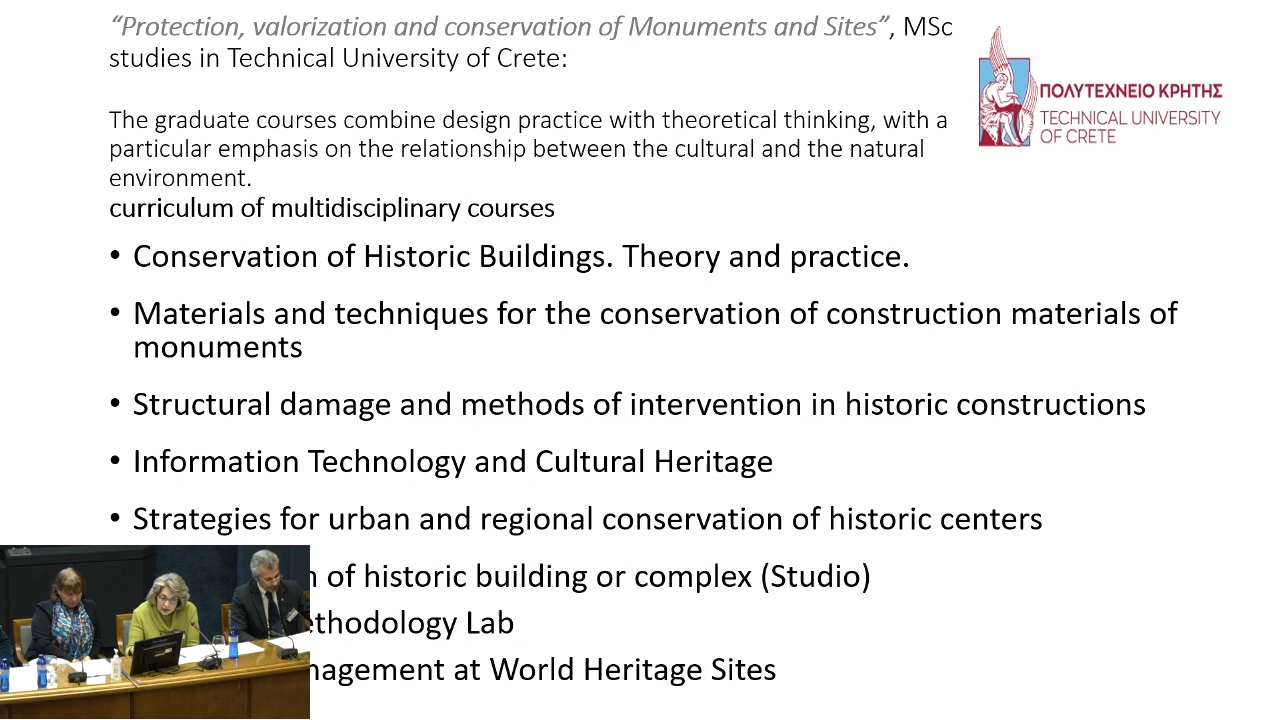 “Protection, valorization and conservation of Monuments and Sites”, MSc
studies in Technical University of Crete:
ΠΟΛΥΤΕΧΝΕΙΟ ΚΡΗΤΗΣ
TECHNICAL UNIVERSITY
OF CRETE
The graduate courses combine design practice with theoretical thinking, with a
particular emphasis on the relationship between the cultural and the natural
environment.
curriculum of multidisciplinary courses
• Conservation of Historic Buildings. Theory and practice.
• Materials and techniques for the conservation of construction materials of
monuments
• Structural damage and methods of intervention in historic constructions
• Information Technology and Cultural Heritage
• Strategies for urban and regional conservation of historic centers
of historic building or complex (Studio)
Lab
at World Heritage Sites